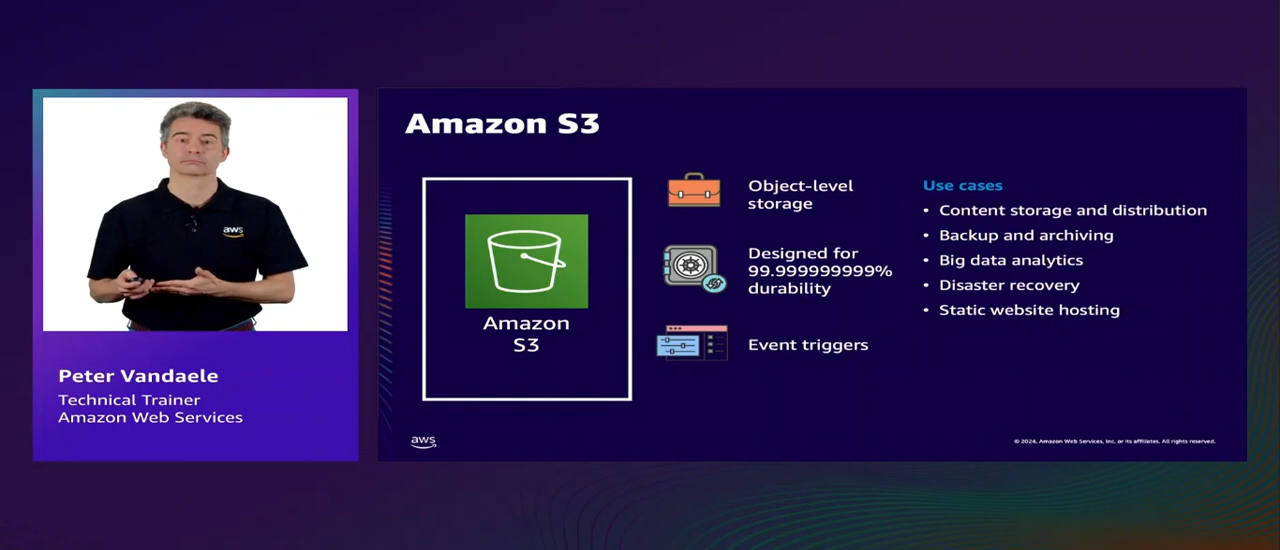 aws
Peter Vandaele
Technical Trainer
Amazon Web Services
Amazon S3
Amazon
S3
Object-level
storage
Designed for
99.999999999%
durability
Event triggers
Use cases
• Content storage and distribution
• Backup and archiving
• Big data analytics
• Disaster recovery
• Static website hosting
aws
© 2024, Amazon Web Services, Inc. or its affiliates. All rights reserved.